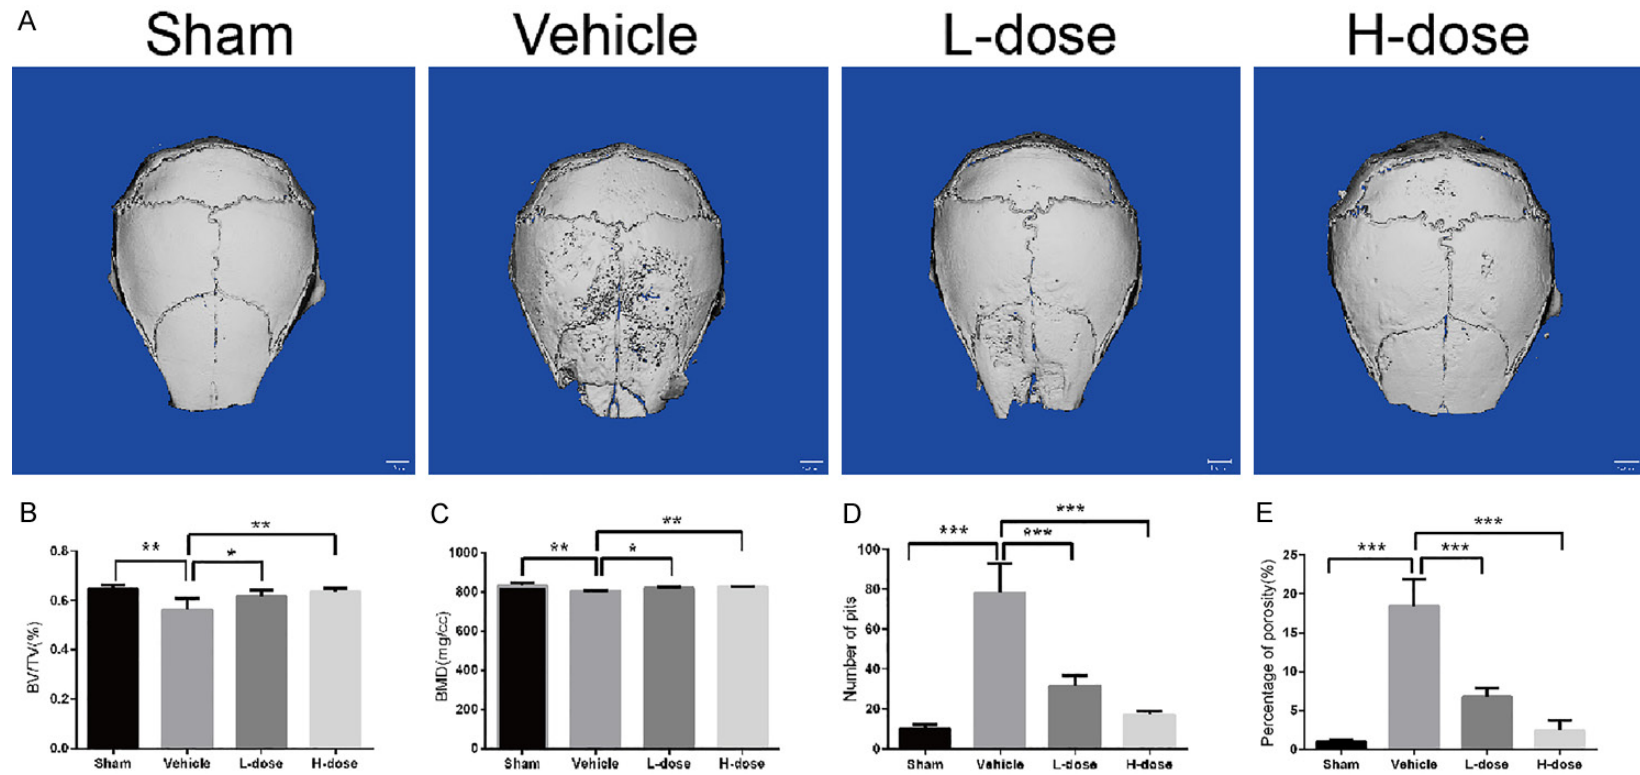 A
Sham
Vehicle
L-dose
H-dose
B
BV/TV(%)
0.8
0.6
0.4
0.2
0.0
**
*
**
Sham
Vehicle
L-dose
H-dose
C
BMD(mg/cc)
1000
800
600
400
200
0
**
*
**
Sham
Vehicle
L-dose
H-dose
D
Number of pits
100
80
60
40
20
0
***
***
***
Sham
Vehicle
L-dose
H-dose
E
Percentage of porosity(%)
25
20
15
10
5
0
***
***
***
Sham
Vehicle
L-dose
H-dose